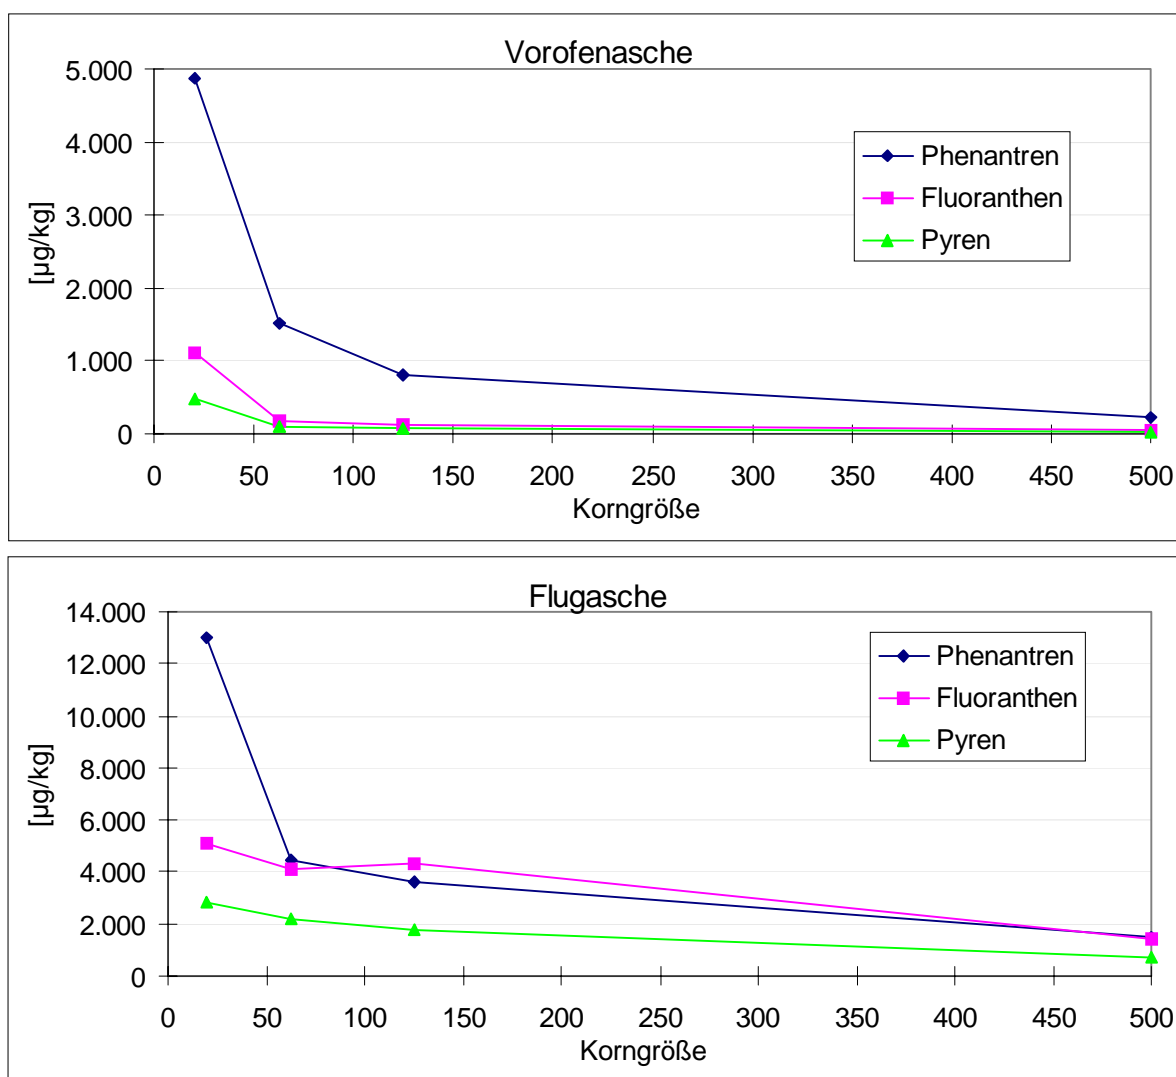 Vorofenasche
5.000
4.000
3.000
2.000
1.000
0
[µg/kg]
Phenantren
Fluoranthen
Pyren
0 50 100 150 200 250 300 350 400 450 500
Korngröße
Flugasche
14.000
12.000
10.000
8.000
6.000
4.000
2.000
0
[µg/kg]
Phenantren
Fluoranthen
Pyren
0 50 100 150 200 250 300 350 400 450 500
Korngröße